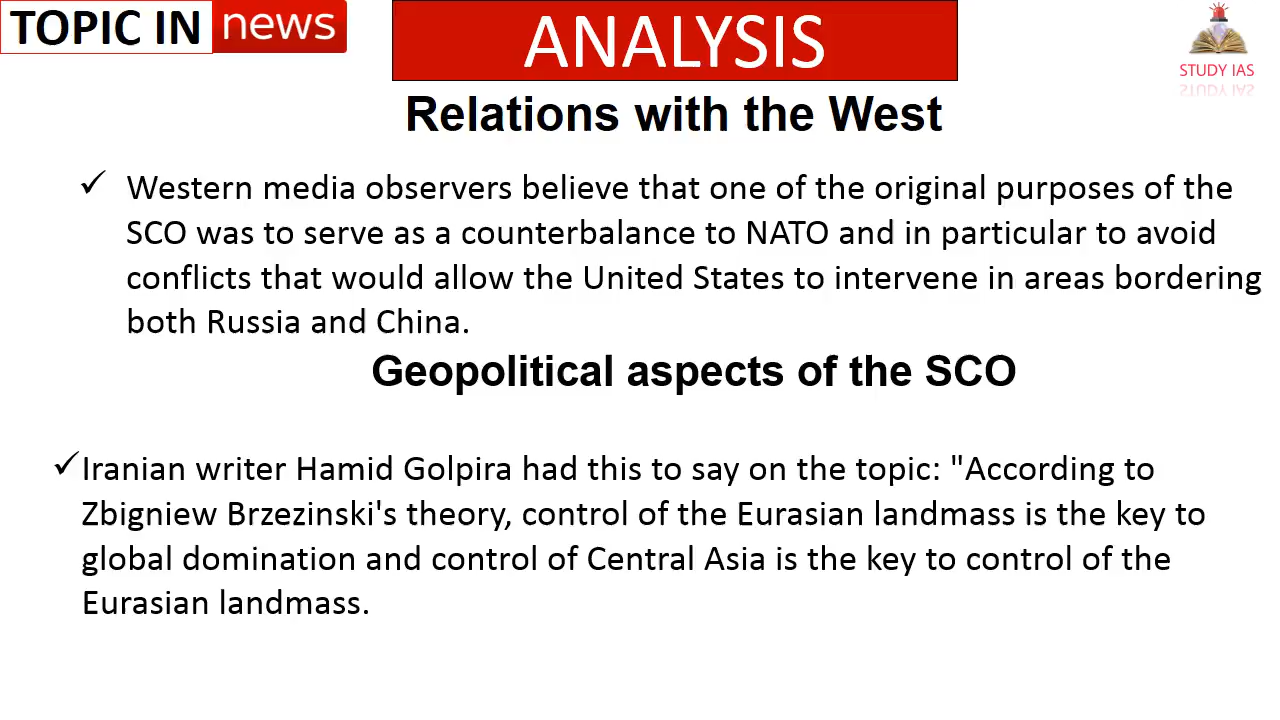 TOPIC IN news
ANALYSIS
STUDY IAS
Relations with the West
✓ Western media observers believe that one of the original purposes of the
SCO was to serve as a counterbalance to NATO and in particular to avoid
conflicts that would allow the United States to intervene in areas bordering
both Russia and China.
Geopolitical aspects of the SCO
✓Iranian writer Hamid Golpira had this to say on the topic: "According to
Zbigniew Brzezinski's theory, control of the Eurasian landmass is the key to
global domination and control of Central Asia is the key to control of the
Eurasian landmass.